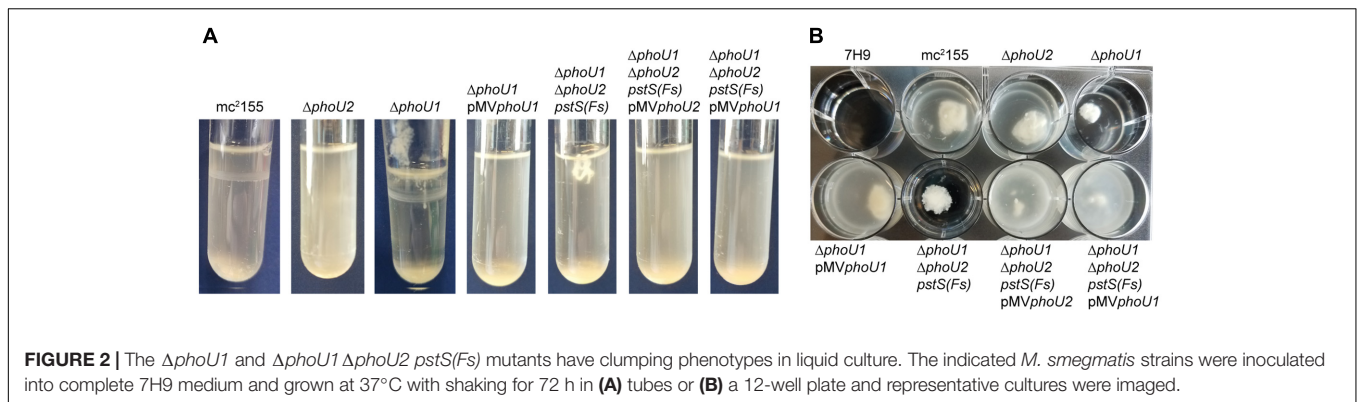 A
B
mc²155
ΔphoU2
ΔphoU1
ΔphoU1
pMVphoU1
ΔphoU1
ΔphoU2
pstS(Fs)
ΔphoU1
ΔphoU2
pstS(Fs)
pMVphoU2
ΔphoU1
ΔphoU2
pstS(Fs)
pMVphoU1
7H9
mc²155
ΔphoU2
ΔphoU1
ΔphoU1
pMVphoU1
ΔphoU1
ΔphoU2
pstS(Fs)
ΔphoU1
ΔphoU2
pstS(Fs)
pMVphoU2
ΔphoU1
ΔphoU2
pstS(Fs)
pMVphoU1
FIGURE 2 | The ΔphoU1 and ΔphoU1ΔphoU2 pstS(Fs) mutants have clumping phenotypes in liquid culture. The indicated M. smegmatis strains were inoculated
into complete 7H9 medium and grown at 37°C with shaking for 72 h in (A) tubes or (B) a 12-well plate and representative cultures were imaged.